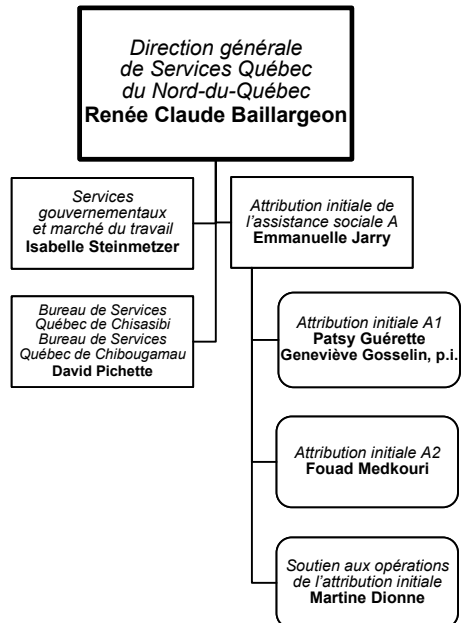 Direction générale
de Services Québec
du Nord-du-Québec
Renée Claude Baillargeon
Services
gouvernementaux
et marché du travail
Isabelle Steinmetzer
Attribution initiale de
l'assistance sociale A
Emmanuelle Jarry
Bureau de Services
Québec de Chisasibi
Bureau de Services
Québec de Chibougamau
David Pichette
Attribution initiale A1
Patsy Guérette
Geneviève Gosselin, p.i.
Attribution initiale A2
Fouad Medkouri
Soutien aux opérations
de l'attribution initiale
Martine Dionne